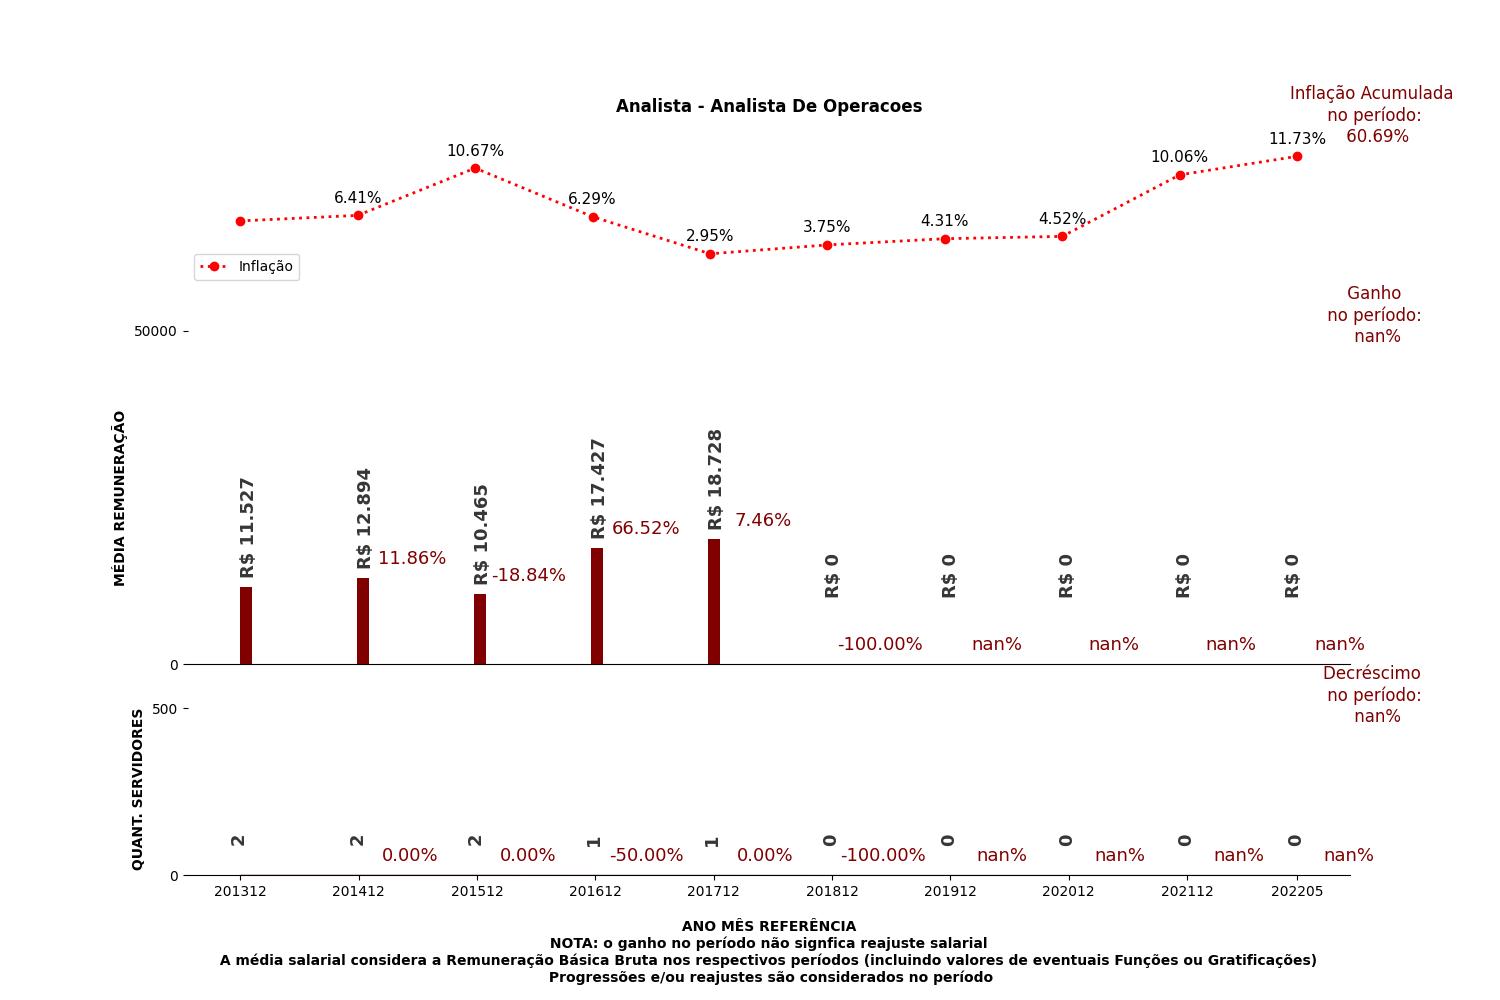 Analista - Analista De Operacoes
Inflação Acumulada
no período:
60.69%
6.41%
10.67%
6.29%
2.95%
3.75%
4.31%
4.52%
10.06%
11.73%
Inflação
Ganho
no período:
nan%
50000
0
MÉDIA REMUNERAÇÃO
R$ 11.527
R$ 12.894
R$ 10.465
R$ 17.427
R$ 18.728
R$ 0
R$ 0
R$ 0
R$ 0
R$ 0
11.86%
-18.84%
66.52%
7.46%
-100.00%
nan%
nan%
nan%
nan%
Decréscimo
no período:
nan%
500
0
QUANT. SERVIDORES
2
2
2
1
1
0
0
0
0
0
0.00%
0.00%
-50.00%
0.00%
-100.00%
nan%
nan%
nan%
nan%
201312
201412
201512
201612
201712
201812
201912
202012
202112
202205
ANO MÊS REFERÊNCIA
NOTA: o ganho no período não signfica reajuste salarial
A média salarial considera a Remuneração Básica Bruta nos respectivos períodos (incluindo valores de eventuais Funções ou Gratificações)
Progressões e/ou reajustes são considerados no período